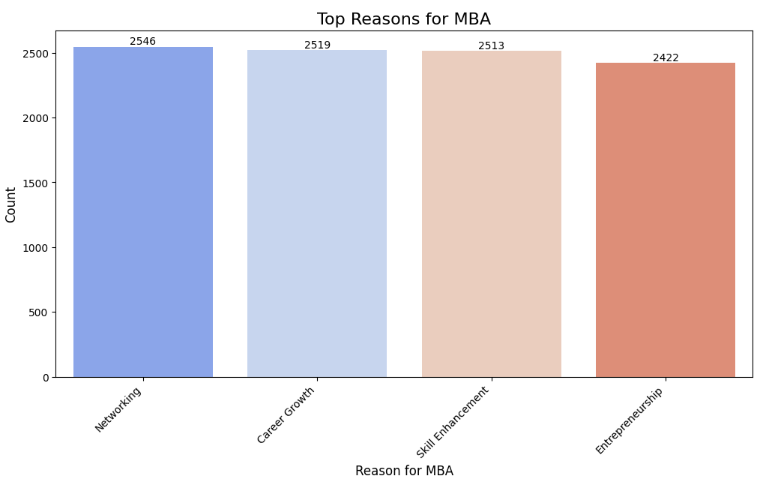 Top Reasons for MBA
2546
2519
2513
2422
2500
2000
1500
1000
500
0
Count
Networking
Career Growth
Skill Enhancement
Entrepreneurship
Reason for MBA